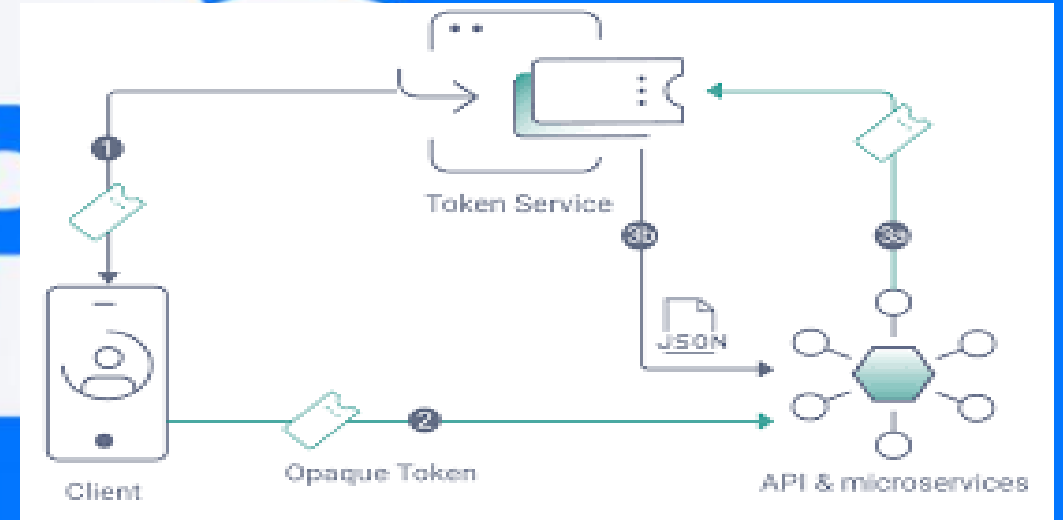 1
Token Service
3b
3a
JSON
2
Opaque Token
Client
API & microservices